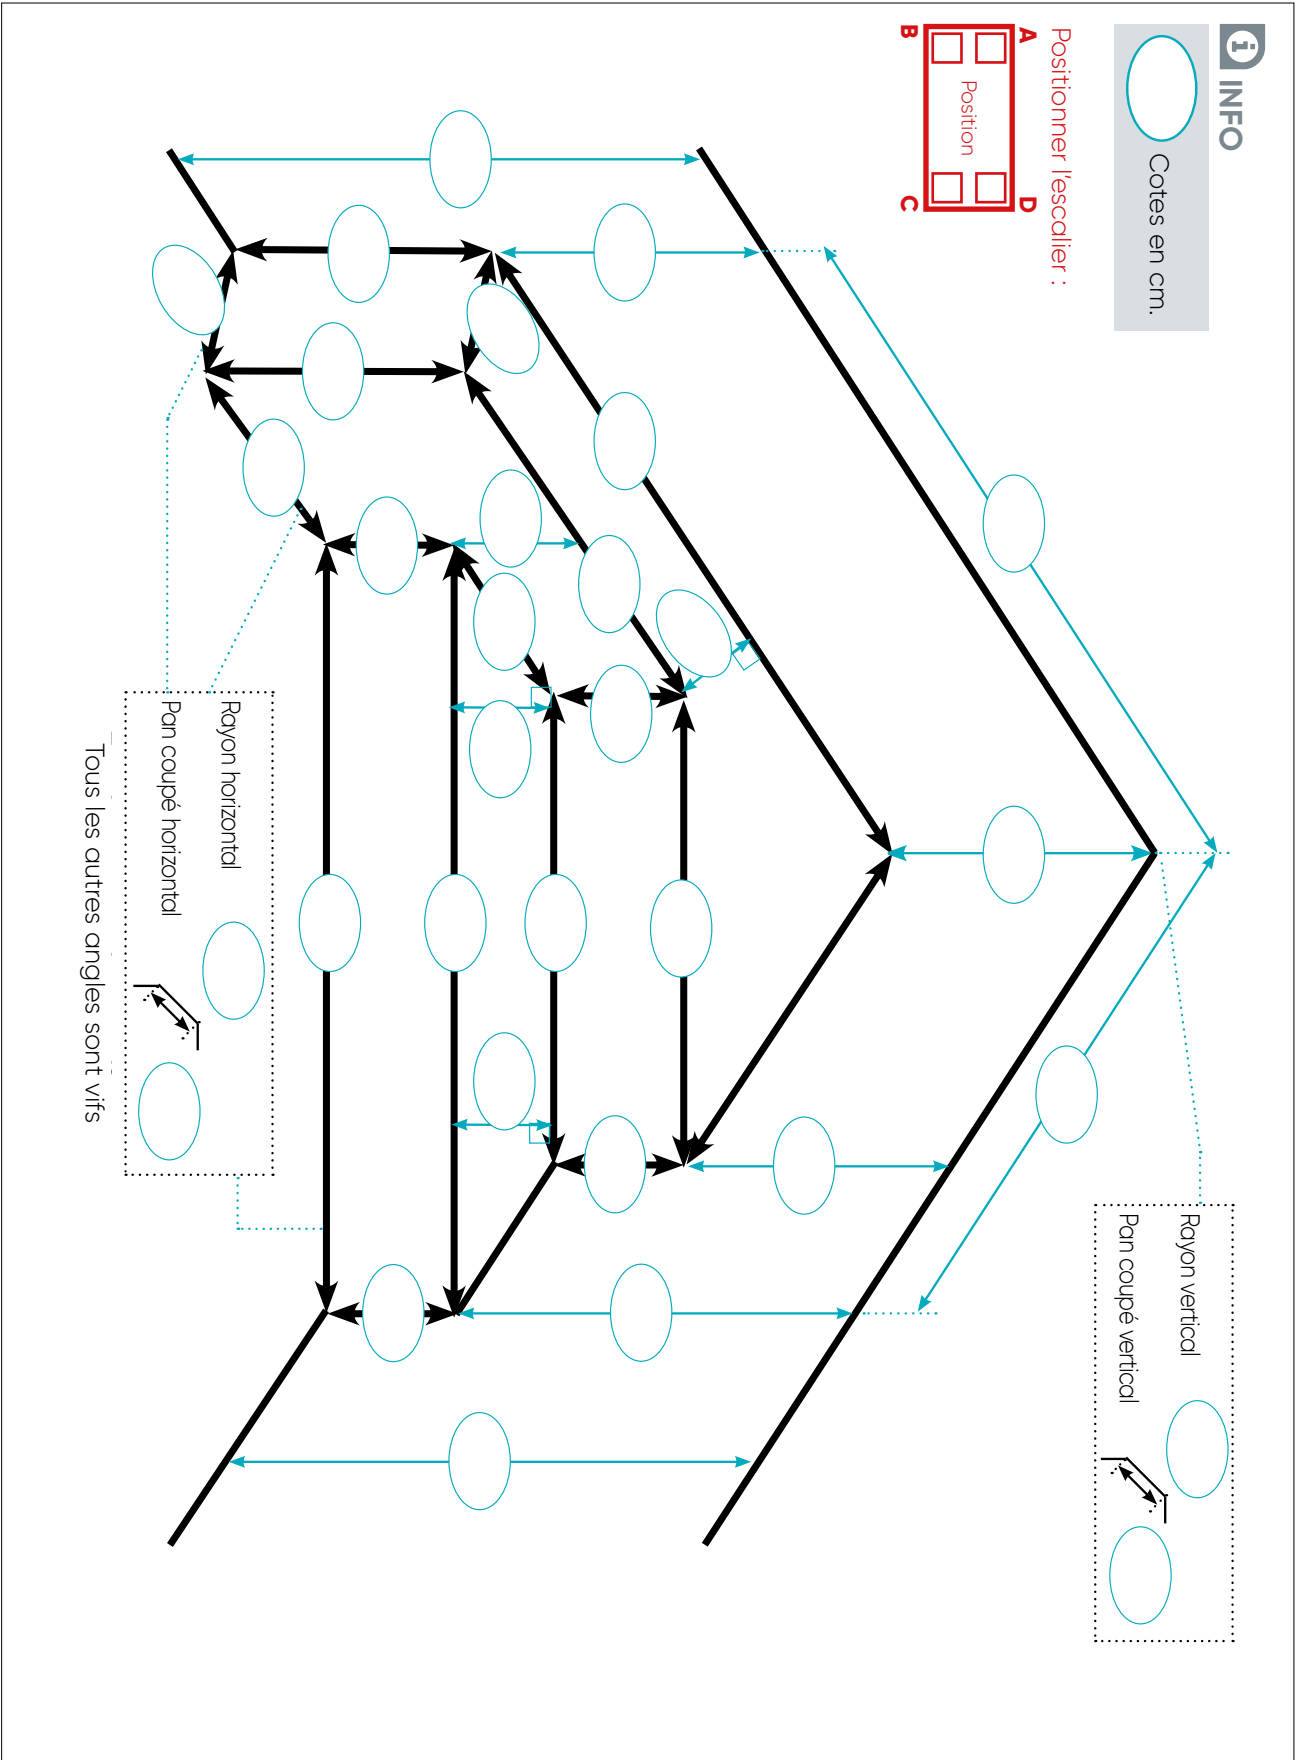 i INFO
Cotes en cm.
Positionner l'escalier :
A
D
Position
B
C
Rayon vertical
Pan coupé vertical
Rayon horizontal
Pan coupé horizontal
Tous les autres angles sont vifs